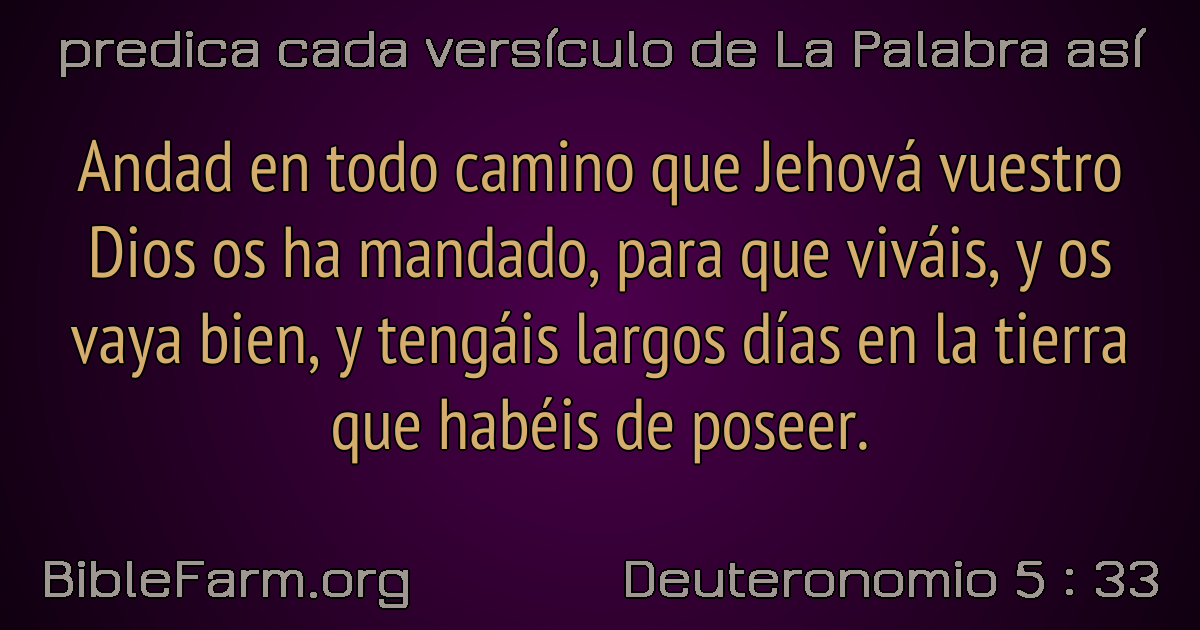 predica cada versículo de La Palabra así
Andad en todo camino que Jehová vuestro
Dios os ha mandado, para que viváis, y os
vaya bien, y tengáis largos días en la tierra
que habéis de poseer.
BibleFarm.org
Deuteronomio 5 : 33